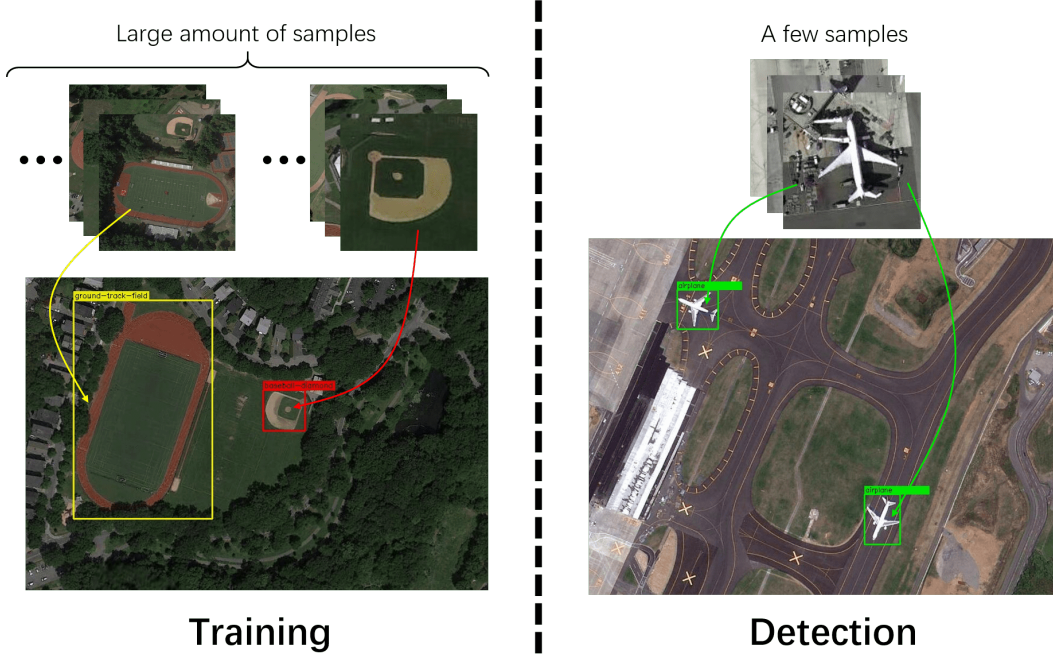 Large amount of samples
ground-track-field
baseball-diamond
Training
A few samples
airplane
airplane
Detection